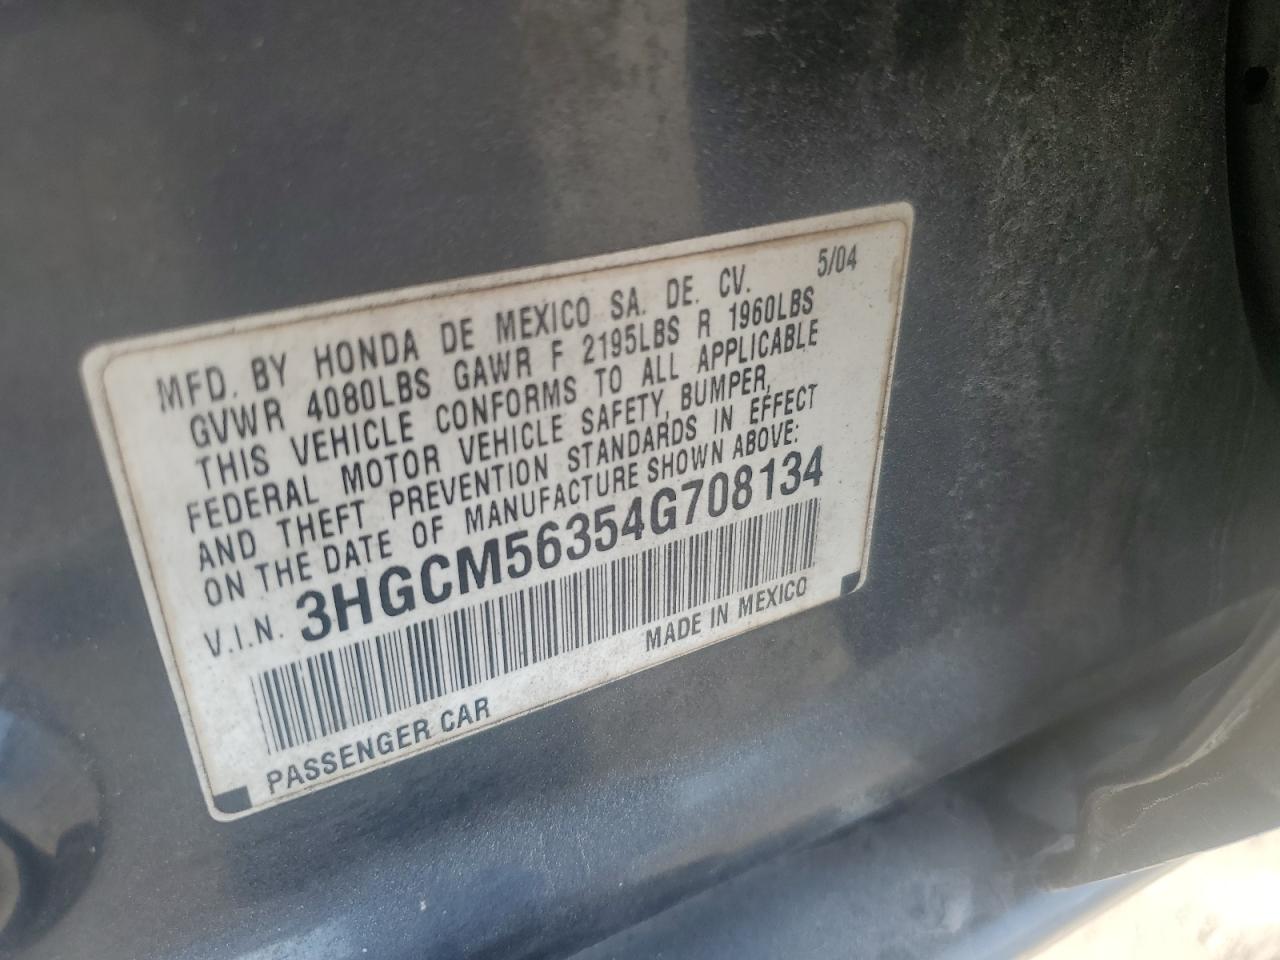 MFD. BY HONDA DE MEXICO SA. DE. CV. 5/04
GVWR 4080LBS GAWR F 2195LBS R 1960LBS
THIS VEHICLE CONFORMS TO ALL APPLICABLE
FEDERAL MOTOR VEHICLE SAFETY, BUMPER,
AND THEFT PREVENTION STANDARDS IN EFFECT
ON THE DATE OF MANUFACTURE SHOWN ABOVE:
V.I.N. 3HGCM56354G708134
PASSENGER CAR MADE IN MEXICO